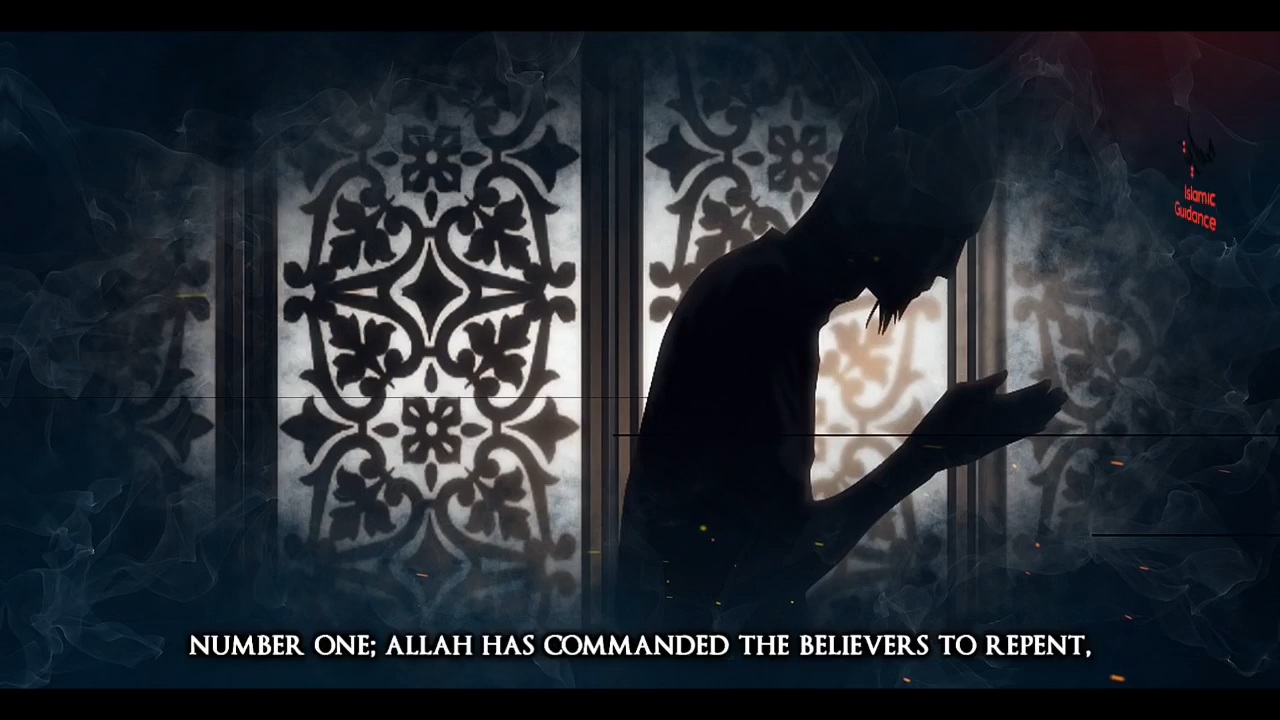 Islamic
Guidance
NUMBER ONE; ALLAH HAS COMMANDED THE BELIEVERS TO REPENT,